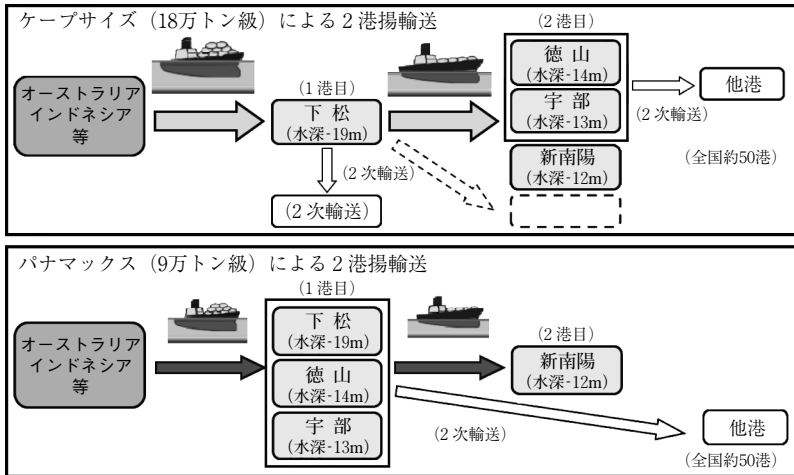 ケープサイズ（18万トン級）による２港揚輸送
（２港目）
徳 山
（水深-14m）
（１港目）
オーストラリア
インドネシア
等
下 松
（水深-19m）
宇 部
（水深-13m）
他港
（２次輸送）
（２次輸送）
新南陽
（水深-12m）
（全国約50港）
（２次輸送）
パナマックス（9万トン級）による２港揚輸送
（１港目）
下 松
（水深-19m）
（２港目）
オーストラリア
インドネシア
等
徳 山
（水深-14m）
新南陽
（水深-12m）
宇 部
（水深-13m）
（２次輸送）
他港
（全国約50港）